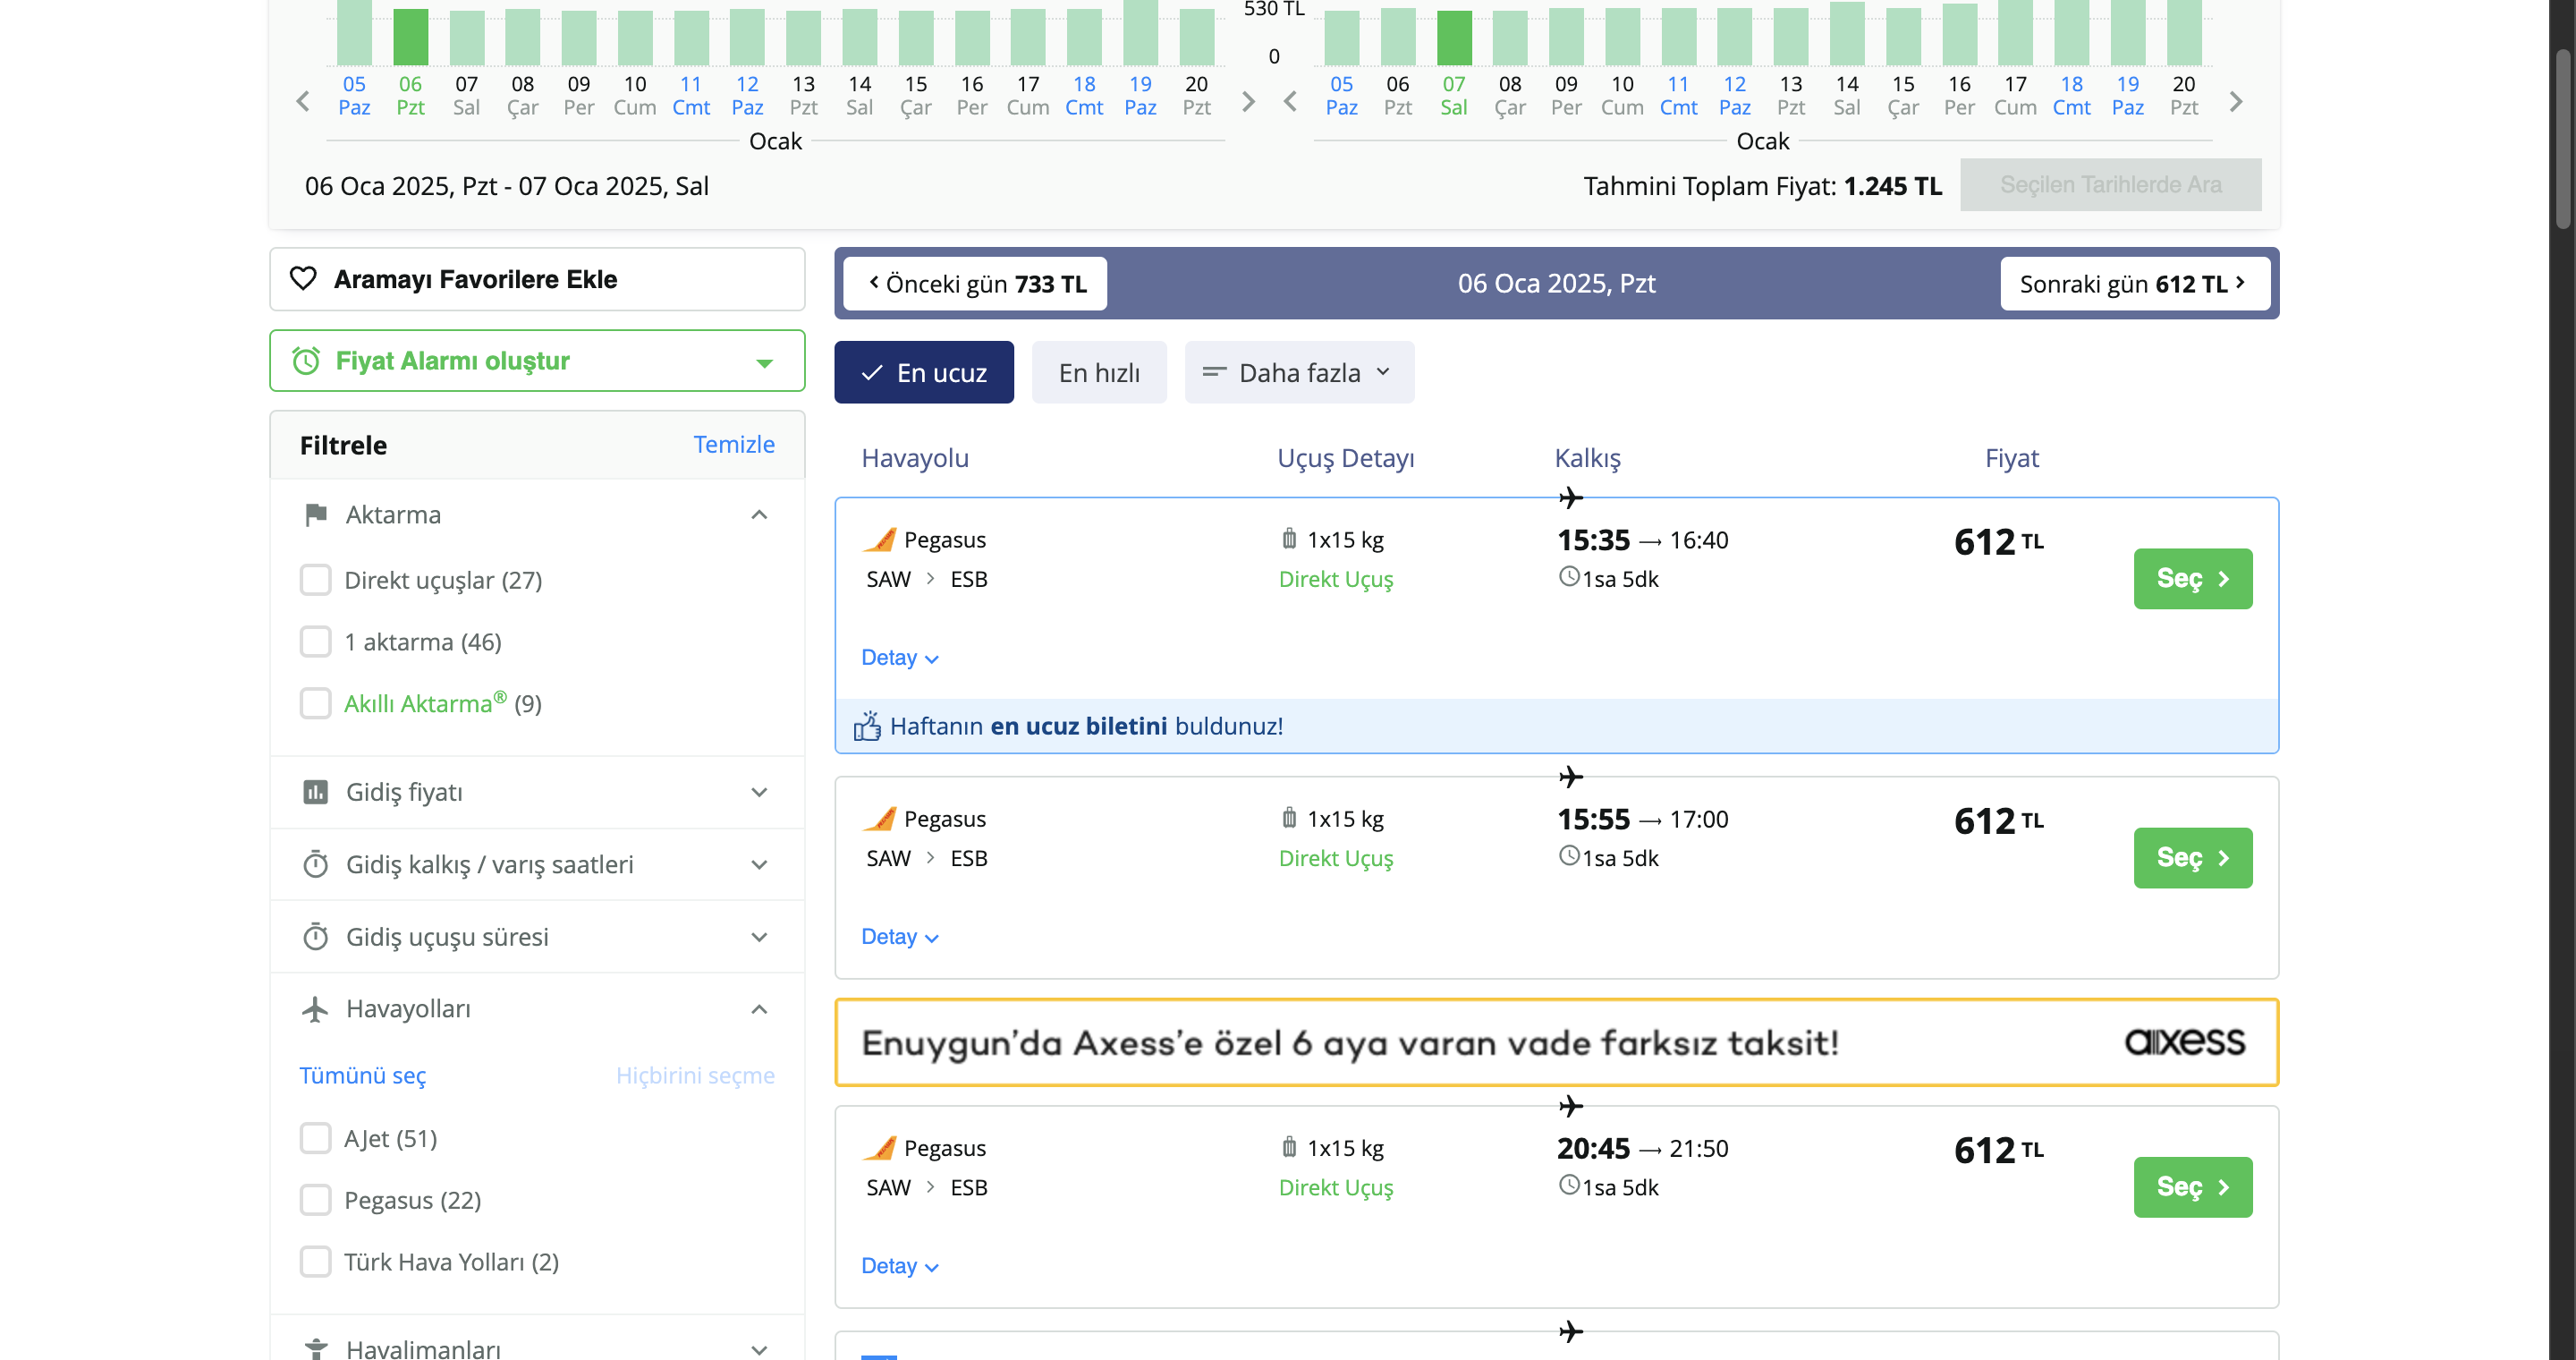 530 TL
0
05 06 07 08 09 10 11 12 13 14 15 16 17 18 19 20
Paz Pzt Sal Çar Per Cum Cmt Paz Pzt Sal Çar Per Cum Cmt Paz Pzt
Ocak
05 06 07 08 09 10 11 12 13 14 15 16 17 18 19 20
Paz Pzt Sal Çar Per Cum Cmt Paz Pzt Sal Çar Per Cum Cmt Paz Pzt
Ocak
06 Oca 2025, Pzt - 07 Oca 2025, Sal
Tahmini Toplam Fiyat: 1.245 TL
Seçilen Tarihlerde Ara
Aramayı Favorilere Ekle
Fiyat Alarmı oluştur
Filtrele
Temizle
Aktarma
Direkt uçuşlar (27)
1 aktarma (46)
Akıllı Aktarma® (9)
Gidiş fiyatı
Gidiş kalkış / varış saatleri
Gidiş uçuşu süresi
Havayolları
Tümünü seç
Hiçbirini seçme
AJet (51)
Pegasus (22)
Türk Hava Yolları (2)
Havalimanları
Önceki gün 733 TL
06 Oca 2025, Pzt
Sonraki gün 612 TL
En ucuz
En hızlı
Daha fazla
Havayolu
Uçuş Detayı
Kalkış
Fiyat
Pegasus
SAW > ESB
1x15 kg
Direkt Uçuş
15:35 → 16:40
1sa 5dk
612 TL
Seç
Detay
Haftanın en ucuz biletini buldunuz!
Pegasus
SAW > ESB
1x15 kg
Direkt Uçuş
15:55 → 17:00
1sa 5dk
612 TL
Seç
Detay
Enuygun’da Axess’e özel 6 aya varan vade farksız taksit!
axess
Pegasus
SAW > ESB
1x15 kg
Direkt Uçuş
20:45 → 21:50
1sa 5dk
612 TL
Seç
Detay